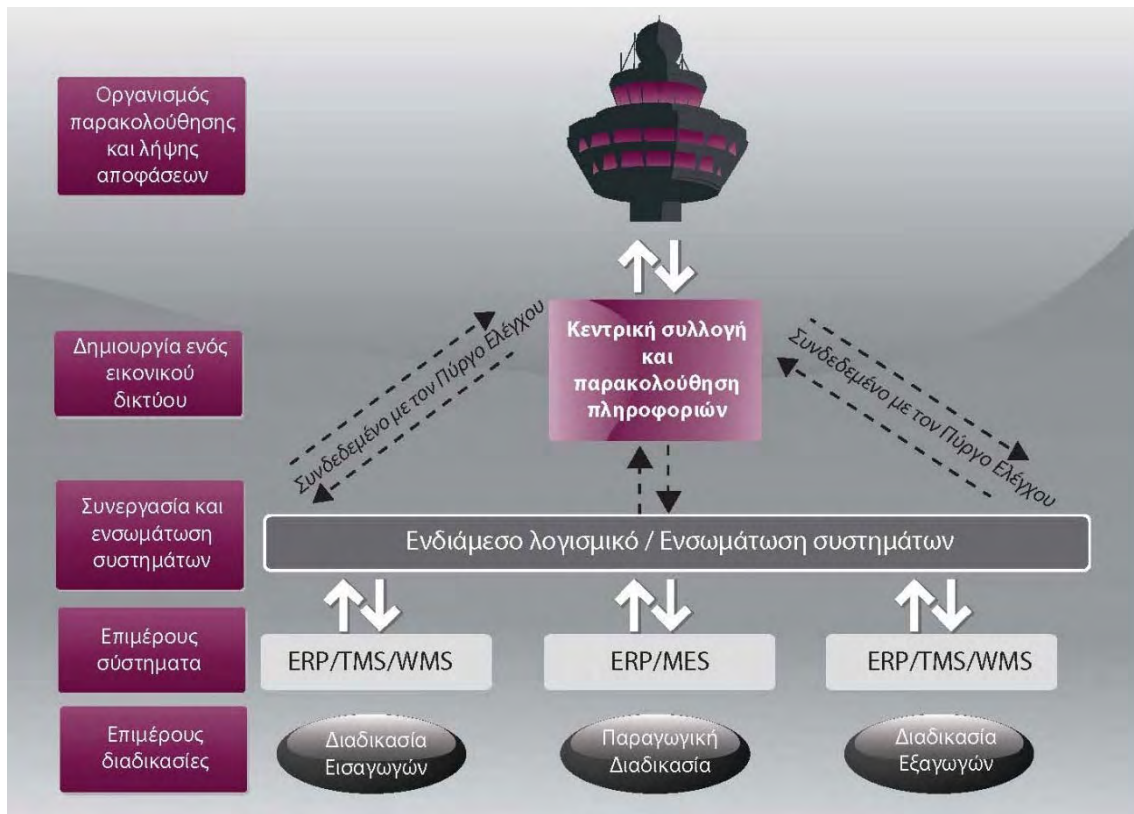 Οργανισμός
παρακολούθησης
και λήψης
αποφάσεων
Δημιουργία ενός
εικονικού
δικτύου
Κεντρική συλλογή
και
παρακολούθηση
πληροφοριών
Συνδεδεμένο με τον Πύργο Ελέγχου
Συνδεδεμένο με τον Πύργο Ελέγχου
Συνεργασία και
ενσωμάτωση
συστημάτων
Ενδιάμεσο λογισμικό / Ενσωμάτωση συστημάτων
Επιμέρους
σύστηματα
ERP/TMS/WMS
ERP/MES
ERP/TMS/WMS
Επιμέρους
διαδικασίες
Διαδικασία
Εισαγωγών
Παραγωγική
Διαδικασία
Διαδικασία
Εξαγωγών